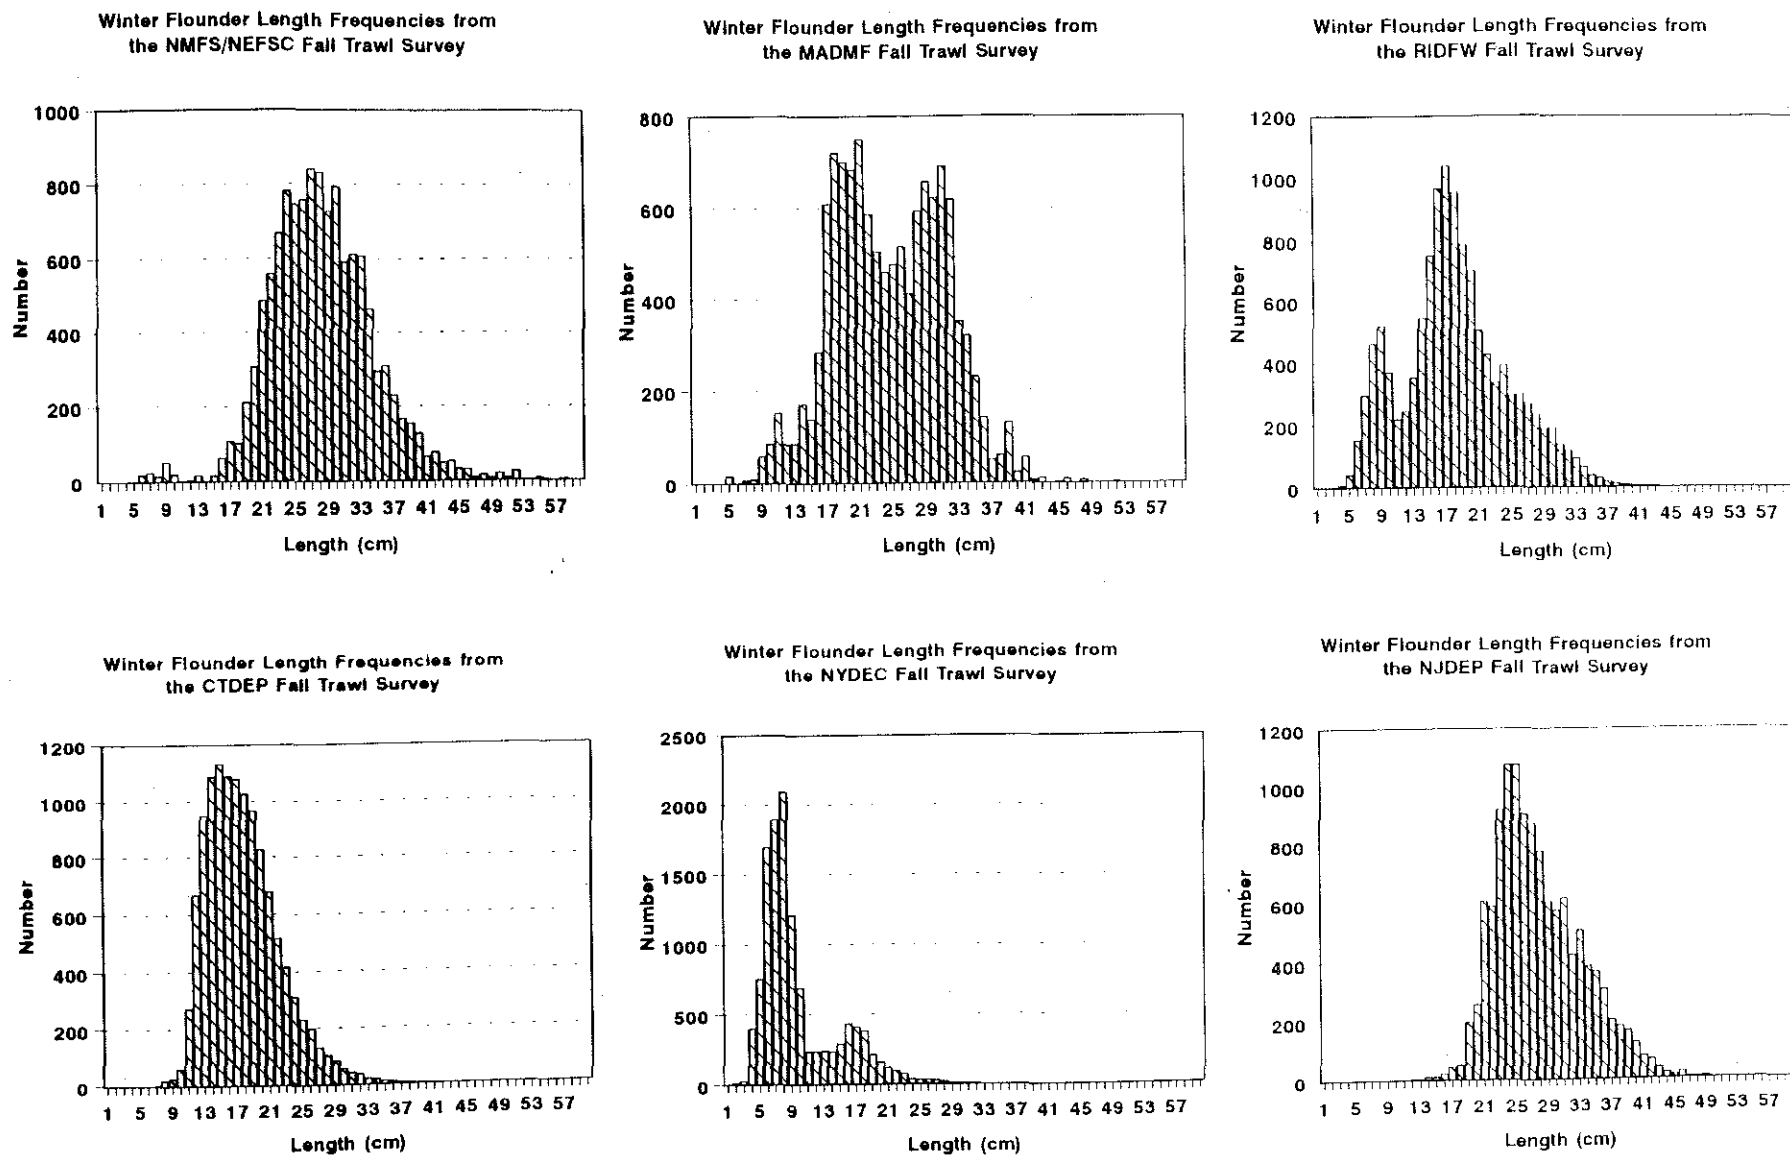 Winter Flounder Length Frequencies from
the NMFS/NEFSC Fall Trawl Survey
1000
800
600
400
200
0
Number
1 5 9 13 17 21 25 29 33 37 41 45 49 53 57
Length (cm)
Winter Flounder Length Frequencies from
the MADMF Fall Trawl Survey
800
600
400
200
0
Number
1 5 9 13 17 21 25 29 33 37 41 45 49 53 57
Length (cm)
Winter Flounder Length Frequencies from
the RIDFW Fall Trawl Survey
1200
1000
800
600
400
200
0
Number
1 5 9 13 17 21 25 29 33 37 41 45 49 53 57
Length (cm)
Winter Flounder Length Frequencies from
the CTDEP Fall Trawl Survey
1200
1000
800
600
400
200
0
Number
1 5 9 13 17 21 25 29 33 37 41 45 49 53 57
Length (cm)
Winter Flounder Length Frequencies from
the NYDEC Fall Trawl Survey
2500
2000
1500
1000
500
0
Number
1 5 9 13 17 21 25 29 33 37 41 45 49 53 57
Length (cm)
Winter Flounder Length Frequencies from
the NJDEP Fall Trawl Survey
1200
1000
800
600
400
200
0
Number
1 5 9 13 17 21 25 29 33 37 41 45 49 53 57
Length (cm)